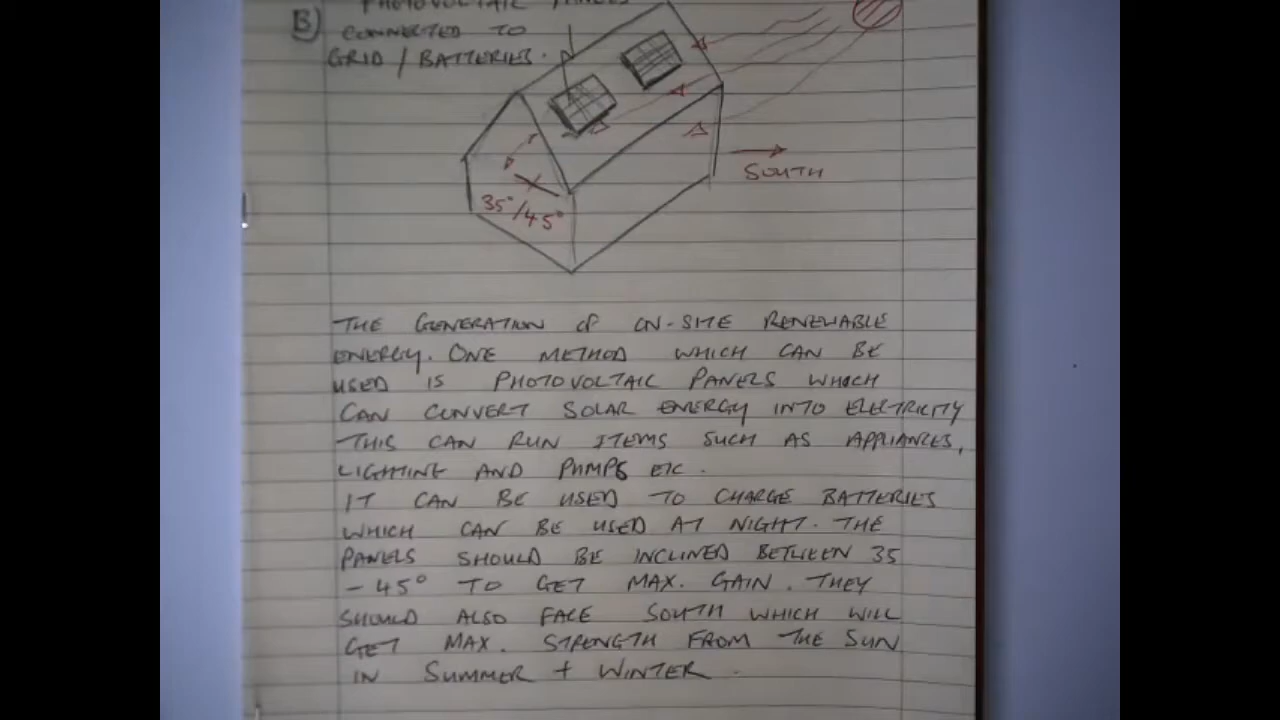 B) PHOTOVOLTAIC PANELS
CONNECTED TO
GRID / BATTERIES.
SOUTH
35°/45°
THE GENERATION OF ON-SITE RENEWABLE
ENERGY. ONE METHOD WHICH CAN BE
USED IS PHOTOVOLTAIC PANELS WHICH
CAN CONVERT SOLAR ENERGY INTO ELECTRICITY
THIS CAN RUN ITEMS SUCH AS APPLIANCES,
LIGHTING AND PUMPS ETC.
IT CAN BE USED TO CHARGE BATTERIES
WHICH CAN BE USED AT NIGHT. THE
PANELS SHOULD BE INCLINED BETWEEN 35
- 45° TO GET MAX. GAIN. THEY
SHOULD ALSO FACE SOUTH WHICH WILL
GET MAX. STRENGTH FROM THE SUN
IN SUMMER + WINTER.